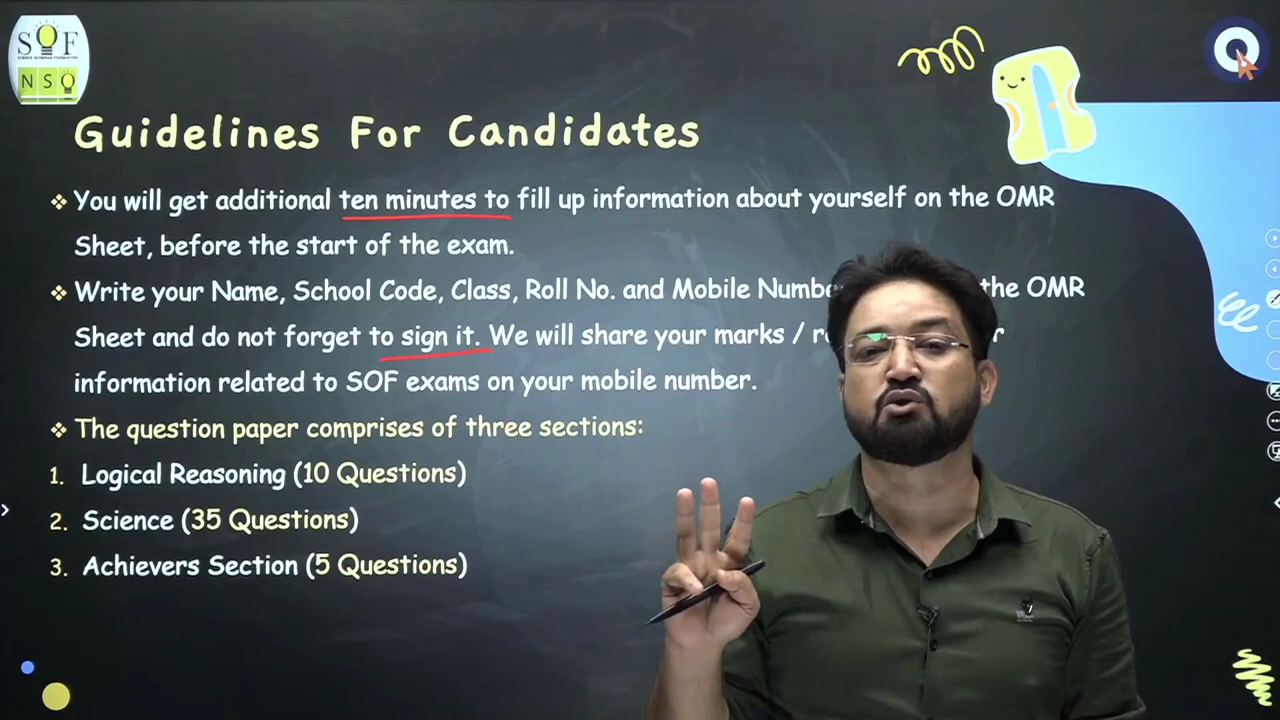 SOF
SCIENCE OLYMPIAD FOUNDATION
NSO
Guidelines For Candidates
❖ You will get additional ten minutes to fill up information about yourself on the OMR
Sheet, before the start of the exam.
❖ Write your Name, School Code, Class, Roll No. and Mobile Numbe the OMR
Sheet and do not forget to sign it. We will share your marks / r r
information related to SOF exams on your mobile number.
❖ The question paper comprises of three sections:
1. Logical Reasoning (10 Questions)
2. Science (35 Questions)
3. Achievers Section (5 Questions)